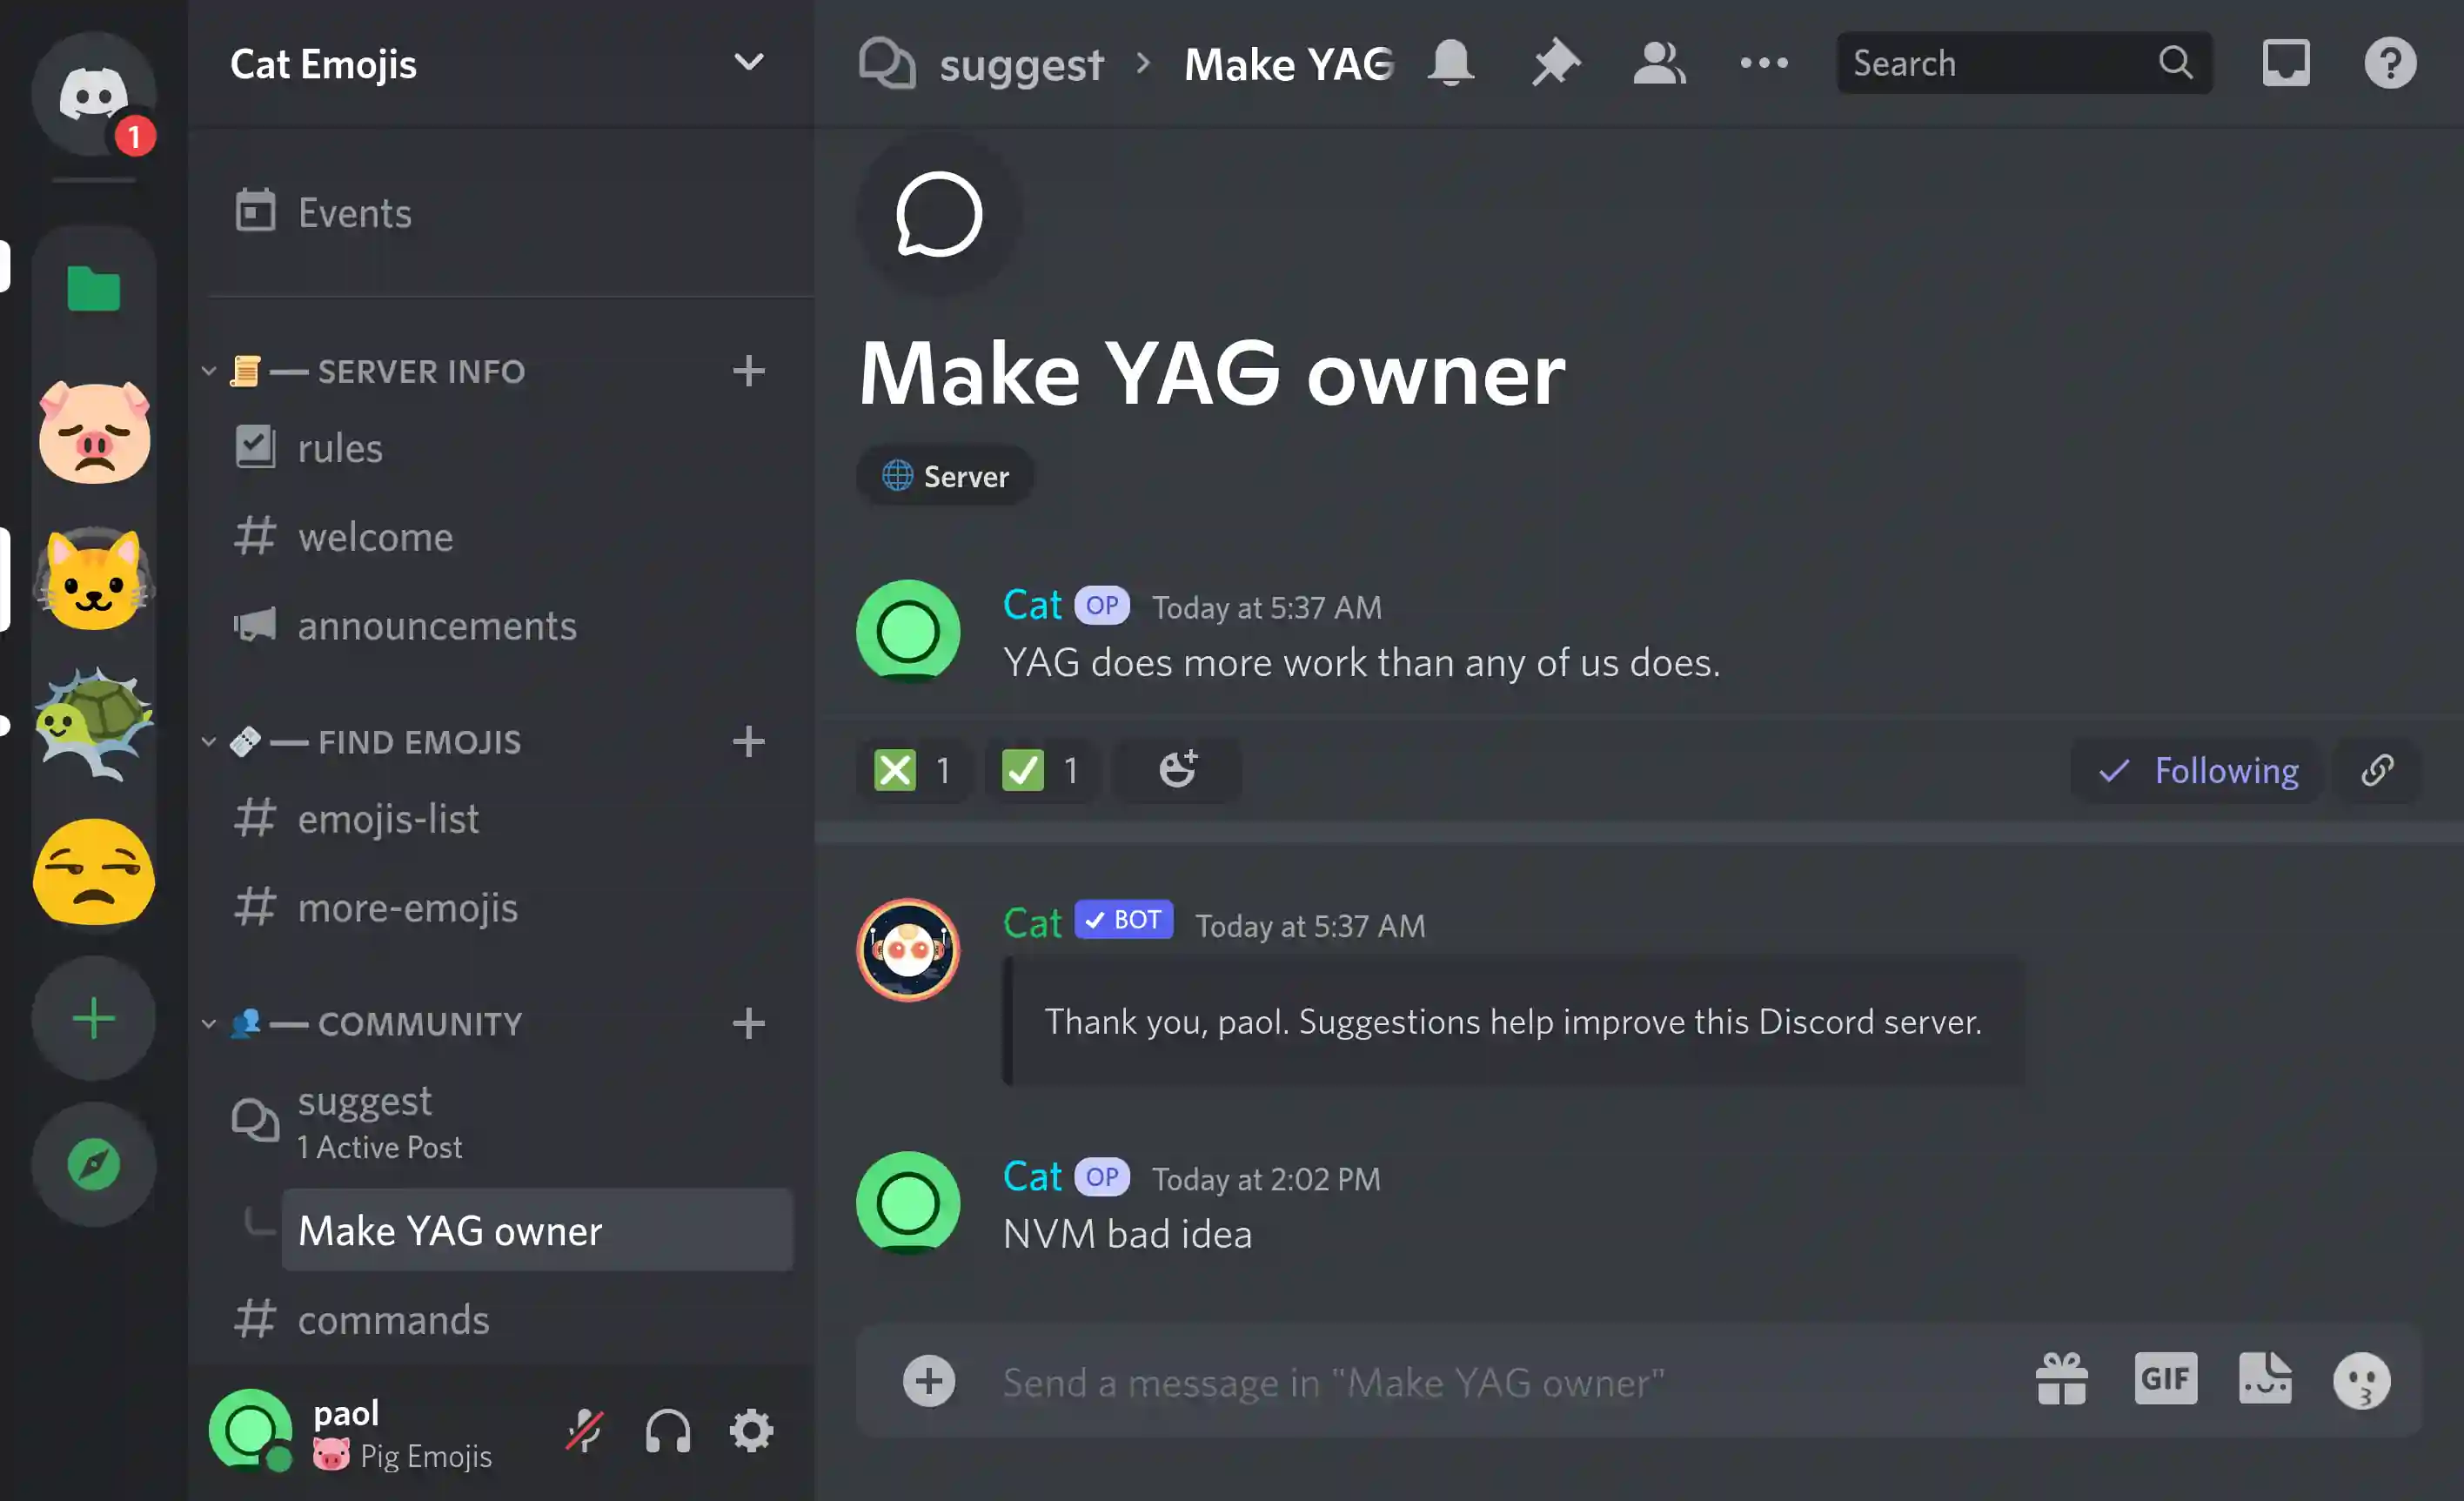 1
Cat Emojis
Events
SERVER INFO
rules
welcome
announcements
FIND EMOJIS
emojis-list
more-emojis
COMMUNITY
suggest
1 Active Post
Make YAG owner
commands
paol
Pig Emojis
suggest > Make YAG
Search
Make YAG owner
Server
Cat OP Today at 5:37 AM
YAG does more work than any of us does.
1 1
Following
Cat BOT Today at 5:37 AM
Thank you, paol. Suggestions help improve this Discord server.
Cat OP Today at 2:02 PM
NVM bad idea
Send a message in "Make YAG owner"
GIF